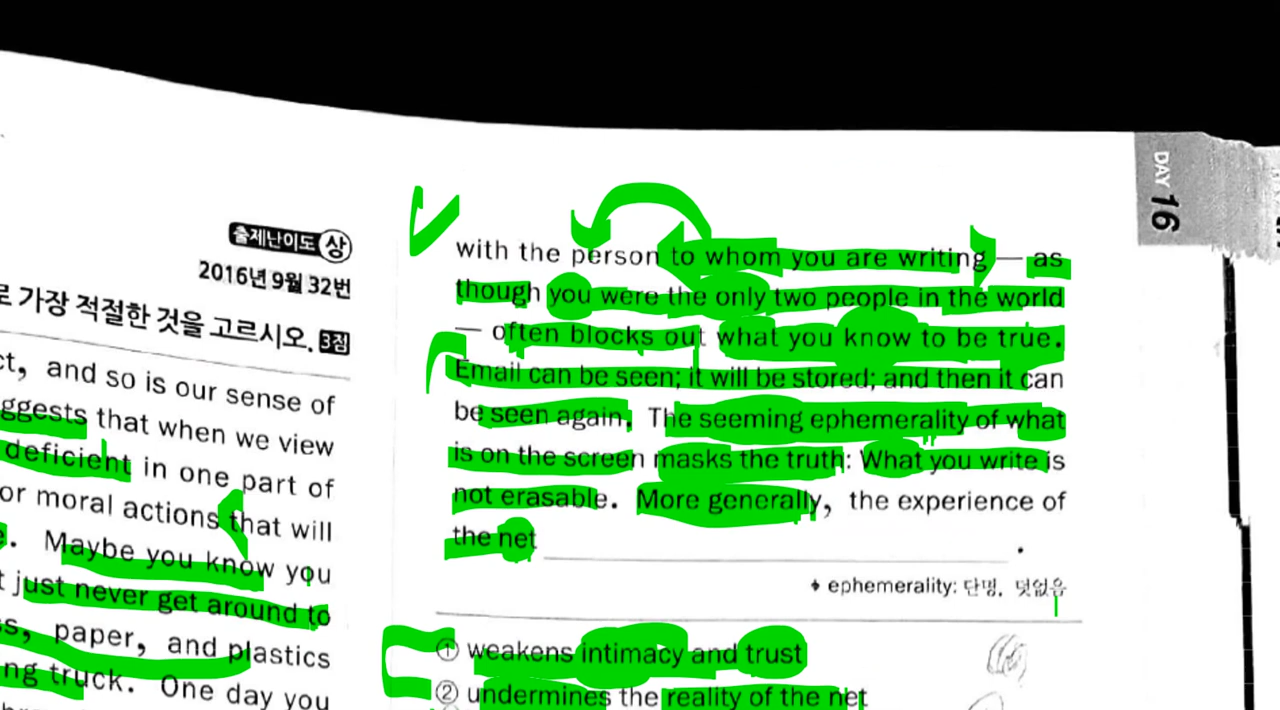 출제난이도 상
2016년 9월 32번
로 가장 적절한 것을 고르시오. 3점
ct, and so is our sense of
ggests that when we view
deficient in one part of
or moral actions that will
e. Maybe you know you
t just never get around to
ss, paper, and plastics
ng truck. One day you
with the person to whom you are writing — as
though you were the only two people in the world
— often blocks out what you know to be true.
Email can be seen; it will be stored; and then it can
be seen again. The seeming ephemerality of what
is on the screen masks the truth: What you write is
not erasable. More generally, the experience of
the net .
ephemerality: 단명, 덧없음
① weakens intimacy and trust
② undermines the reality of the net
DAY 16